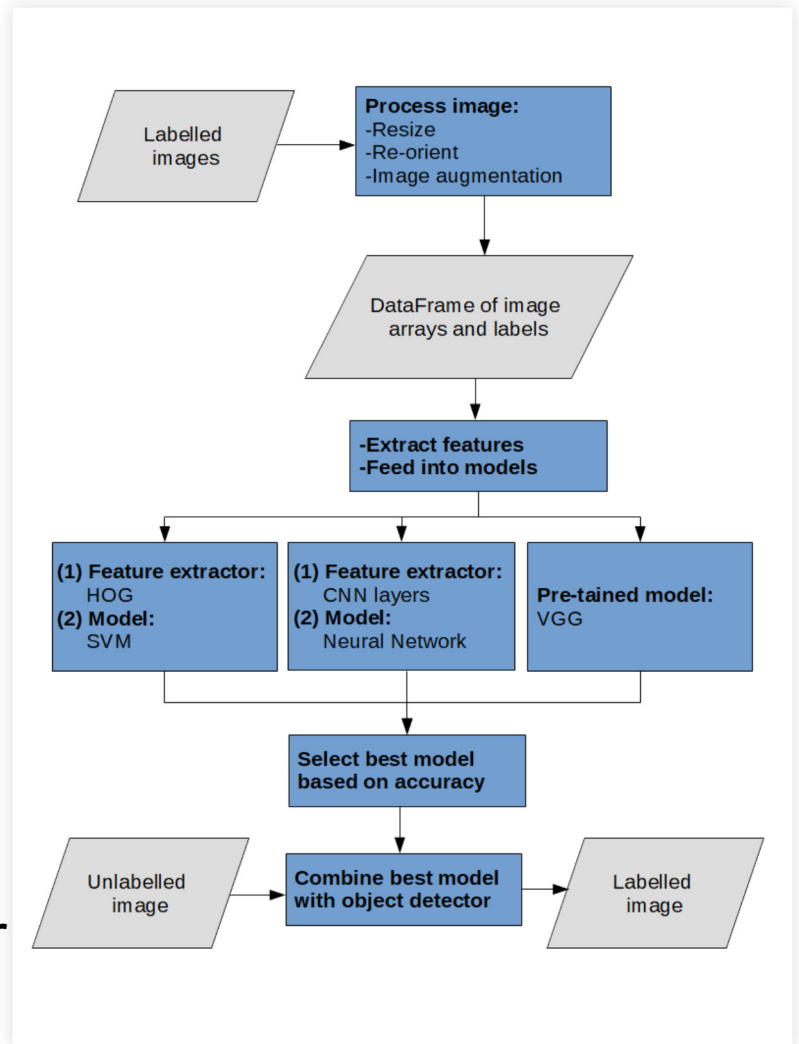 Labelled
images
Process image:
-Resize
-Re-orient
-Image augmentation
DataFrame of image
arrays and labels
-Extract features
-Feed into models
(1) Feature extractor:
HOG
(2) Model:
SVM
(1) Feature extractor:
CNN layers
(2) Model:
Neural Network
Pre-tained model:
VGG
Select best model
based on accuracy
Unlabelled
image
Combine best model
with object detector
Labelled
image